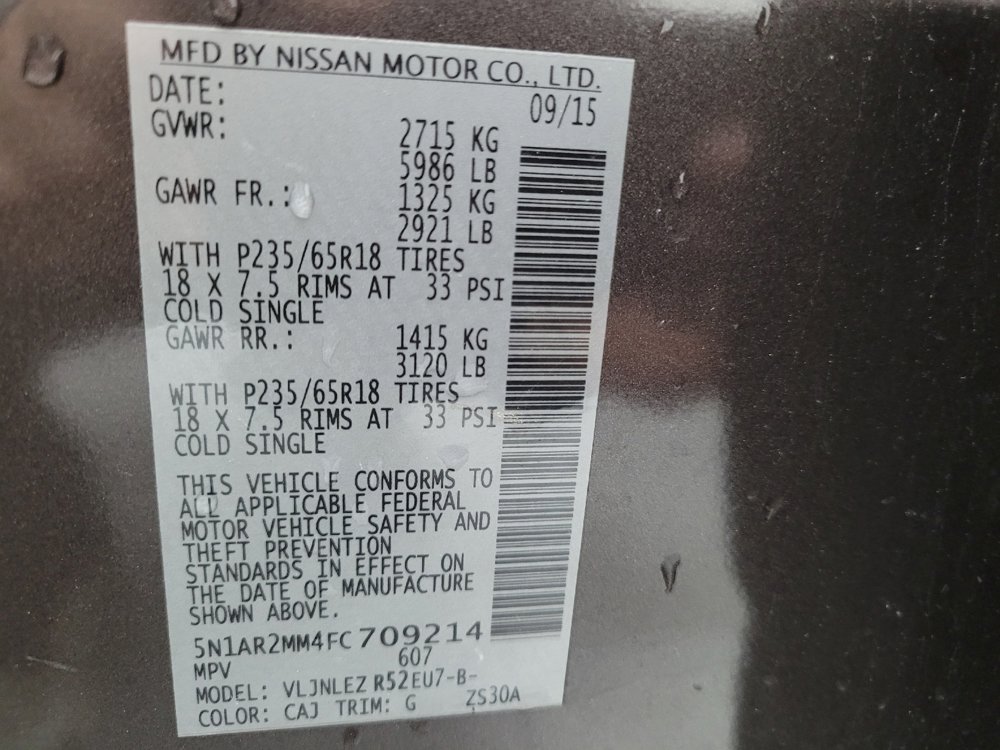 MFD BY NISSAN MOTOR CO., LTD.
DATE: 09/15
GVWR: 2715 KG
5986 LB
GAWR FR.: 1325 KG
2921 LB
WITH P235/65R18 TIRES
18 X 7.5 RIMS AT 33 PSI
COLD SINGLE
GAWR RR.: 1415 KG
3120 LB
WITH P235/65R18 TIRES
18 X 7.5 RIMS AT 33 PSI
COLD SINGLE
THIS VEHICLE CONFORMS TO
ALL APPLICABLE FEDERAL
MOTOR VEHICLE SAFETY AND
THEFT PREVENTION
STANDARDS IN EFFECT ON
THE DATE OF MANUFACTURE
SHOWN ABOVE.
5N1AR2MM4FC 709214
MPV 607
MODEL: VLJNLEZ R52EU7-B-
COLOR: CAJ TRIM: G ZS30A